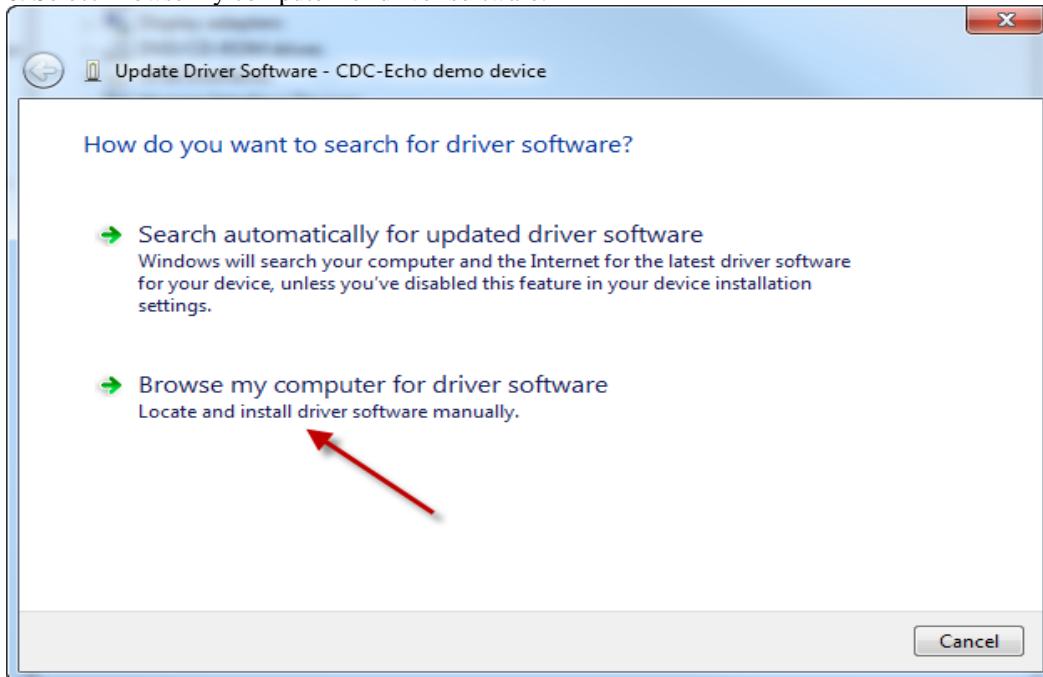 Update Driver Software - CDC-Echo demo device
How do you want to search for driver software?
Search automatically for updated driver software
Windows will search your computer and the Internet for the latest driver software
for your device, unless you've disabled this feature in your device installation
settings.
Browse my computer for driver software
Locate and install driver software manually.
Cancel